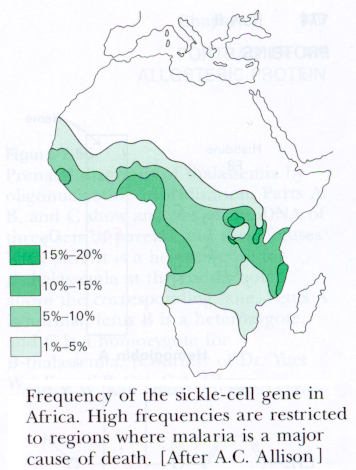 15%–20%
10%–15%
5%–10%
1%–5%
Frequency of the sickle-cell gene in
Africa. High frequencies are restricted
to regions where malaria is a major
cause of death. [After A.C. Allison]